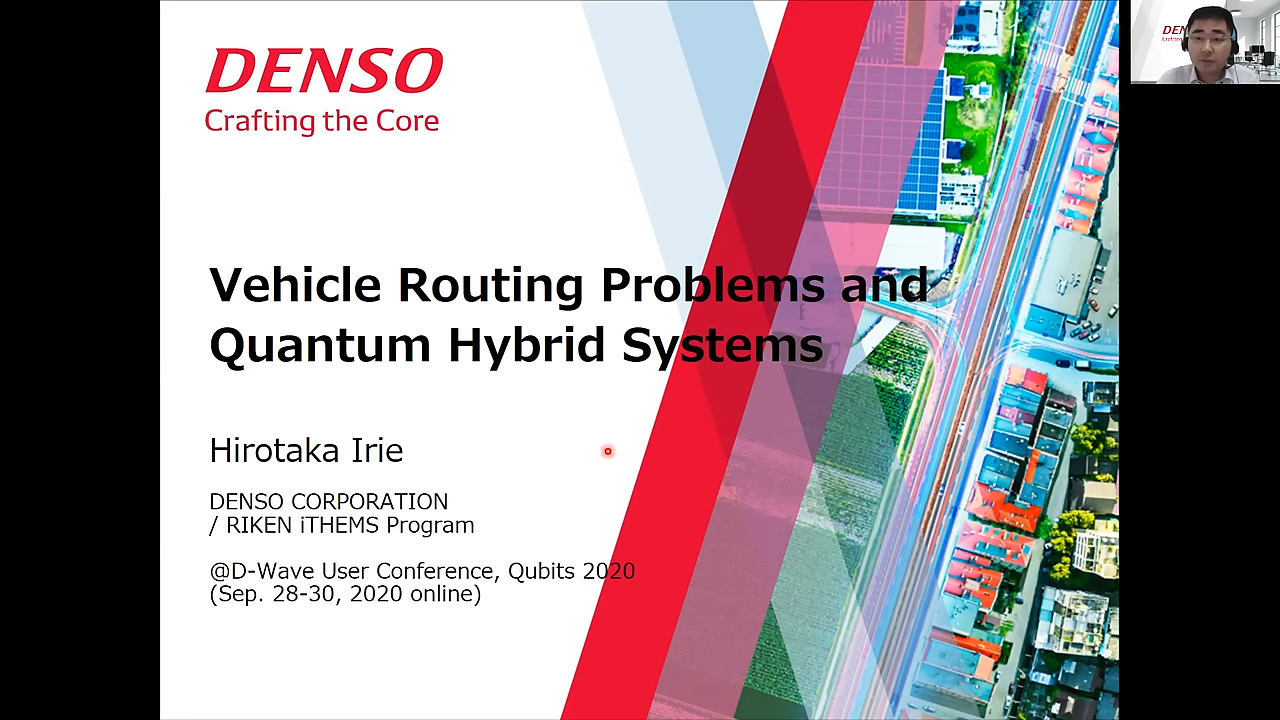 DENSO
Crafting the Core
Vehicle Routing Problems and
Quantum Hybrid Systems
Hirotaka Irie
DENSO CORPORATION
/ RIKEN iTHEMS Program
@D-Wave User Conference, Qubits 2020
(Sep. 28-30, 2020 online)